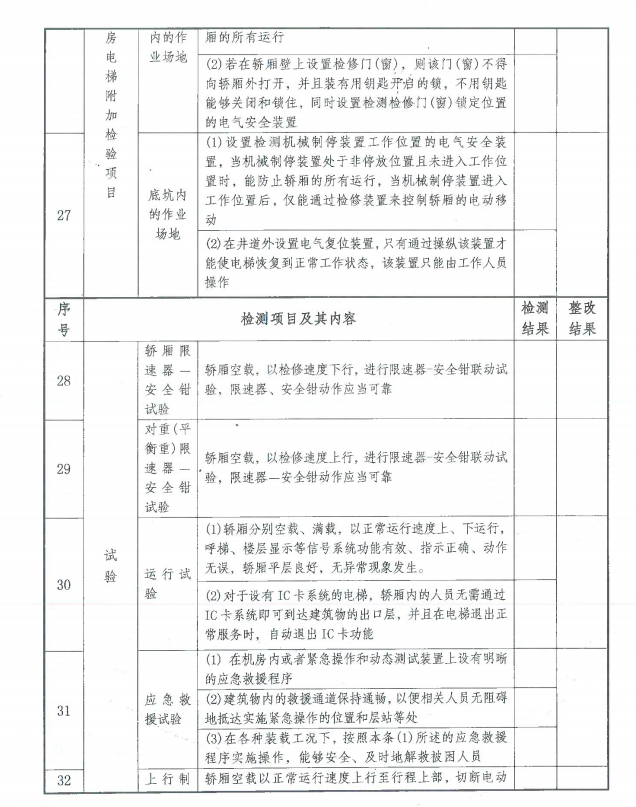 房电梯附加检验项目
内的作
业场地
厢的所有运行
(2)若在轿厢壁上设置检修门(窗)，则该门(窗)不得
向轿厢外打开，并且装有用钥匙开启的锁，不用钥匙
能够关闭和锁住，同时设置检测检修门(窗)锁定位置
的电气安全装置
27
底坑内
的作业
场地
(1)设置检测机械制停装置工作位置的电气安全装
置，当机械制停装置处于非停放位置且未进入工作位
置时，能防止轿厢的所有运行，当机械制停装置进入
工作位置后，仅能通过检修装置来控制轿厢的电动移
动
(2)在井道外设置电气复位装置，只有通过操纵该装置才
能使电梯恢复到正常工作状态，该装置只能由工作人员
操作
序
号
检测项目及其内容
检测
结果
整改
结果
试
验
28
轿厢限
速器—
安全钳
试验
轿厢空载，以检修速度下行，进行限速器-安全钳联动试
验，限速器、安全钳动作应当可靠
29
对重(平
衡重)限
速器—
安全钳
试验
轿厢空载，以检修速度上行，进行限速器-安全钳联动试
验，限速器—安全钳动作应当可靠
30
运行试
验
(1)轿厢分别空载、满载，以正常运行速度上、下运行，
呼梯、楼层显示等信号系统功能有效、指示正确、动作
无误，轿厢平层良好，无异常现象发生。
(2)对于设有IC卡系统的电梯，轿厢内的人员无需通过
IC卡系统即可到达建筑物的出口层，并且在电梯退出正
常服务时，自动退出IC卡功能
31
应急救
援试验
(1) 在机房内或者紧急操作和动态测试装置上设有明晰
的应急救援程序
(2)建筑物内的救援通道保持通畅，以便相关人员无阻碍
地抵达实施紧急操作的位置和层站等处
(3)在各种装载工况下，按照本条(1)所述的应急救援
程序实施操作，能够安全、及时地解救被困人员
32
上行制
轿厢空载以正常运行速度上行至行程上部，切断电动